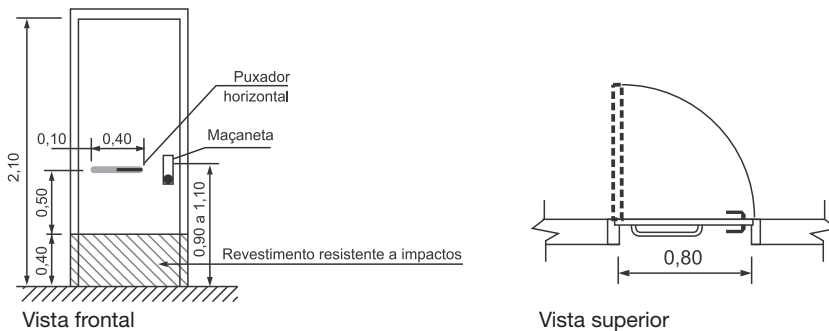 Puxador
horizontal
Maçaneta
0,10
0,40
2,10
0,50
0,40
0,90 a 1,10
Revestimento resistente a impactos
Vista frontal
0,80
Vista superior